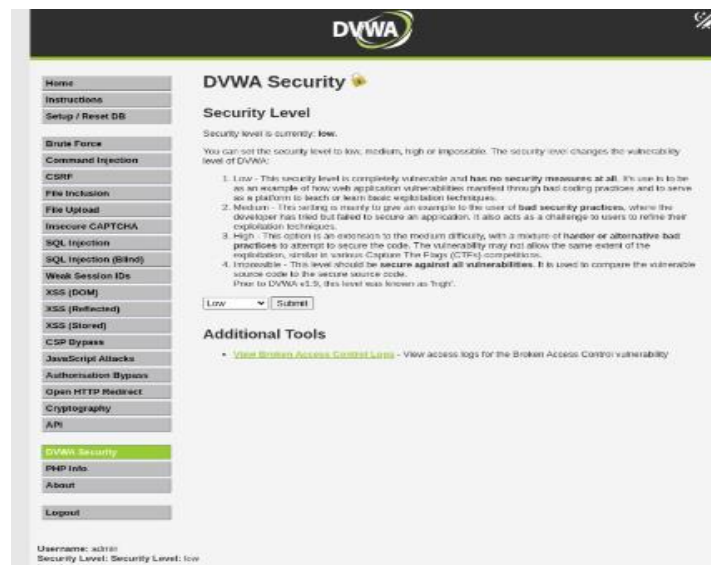 DVWA
Home
Instructions
Setup / Reset DB
Brute Force
Command Injection
CSRF
File Inclusion
File Upload
Insecure CAPTCHA
SQL Injection
SQL Injection (Blind)
Weak Session IDs
XSS (DOM)
XSS (Reflected)
XSS (Stored)
CSP Bypass
JavaScript Attacks
Authorisation Bypass
Open HTTP Redirect
Cryptography
API
DVWA Security
PHP Info
About
Logout
DVWA Security
Security Level
Security level is currently: low.
You can set the security level to low, medium, high or impossible. The security level changes the vulnerability
level of DVWA:
1. Low - This security level is completely vulnerable and has no security measures at all. It's use is to be
as an example of how web application vulnerabilities manifest through bad coding practices and to serve
as a platform to teach or learn basic exploitation techniques.
2. Medium - This setting is mainly to give an example to the user of bad security practices, where the
developer has tried but failed to secure an application. It also acts as a challenge to users to refine their
exploitation techniques.
3. High - This option is an extension to the medium difficulty, with a mixture of harder or alternative bad
practices to attempt to secure the code. The vulnerability may not allow the same extent of the
exploitation, similar in various Capture The Flags (CTFs) competitions.
4. Impossible - This level should be secure against all vulnerabilities. It is used to compare the vulnerable
source code to the secure source code.
Prior to DVWA v1.9, this level was known as 'high'.
Low Submit
Additional Tools
• View Broken Access Control Logs - View access logs for the Broken Access Control vulnerability
Username: admin
Security Level: Security Level: low